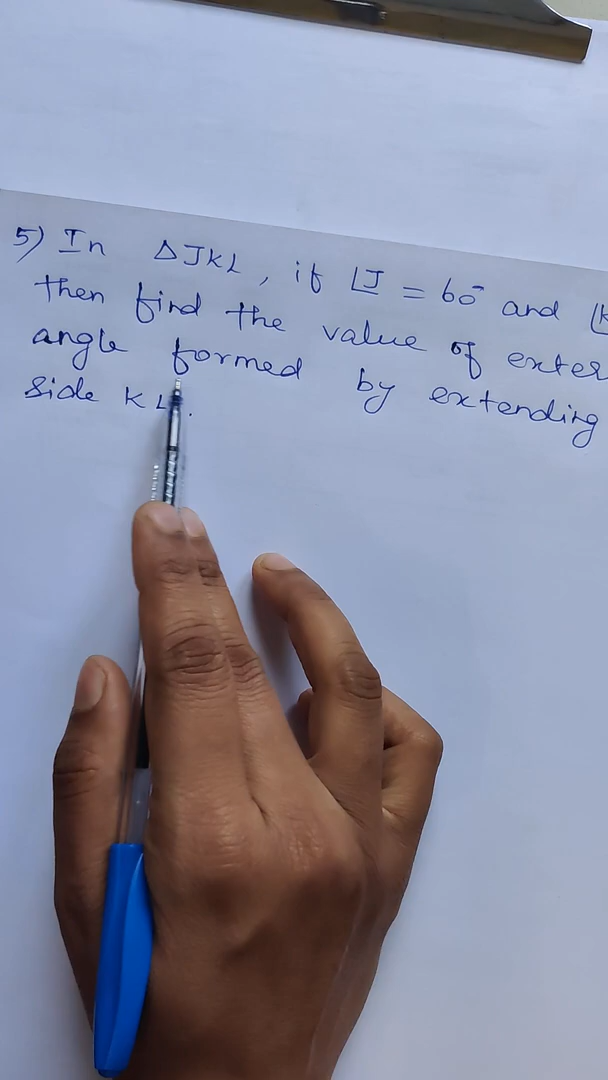 5) In ΔJKL, if ∠J = 60° and ∠K
then find the value of exter
angle formed by extending
side KL.